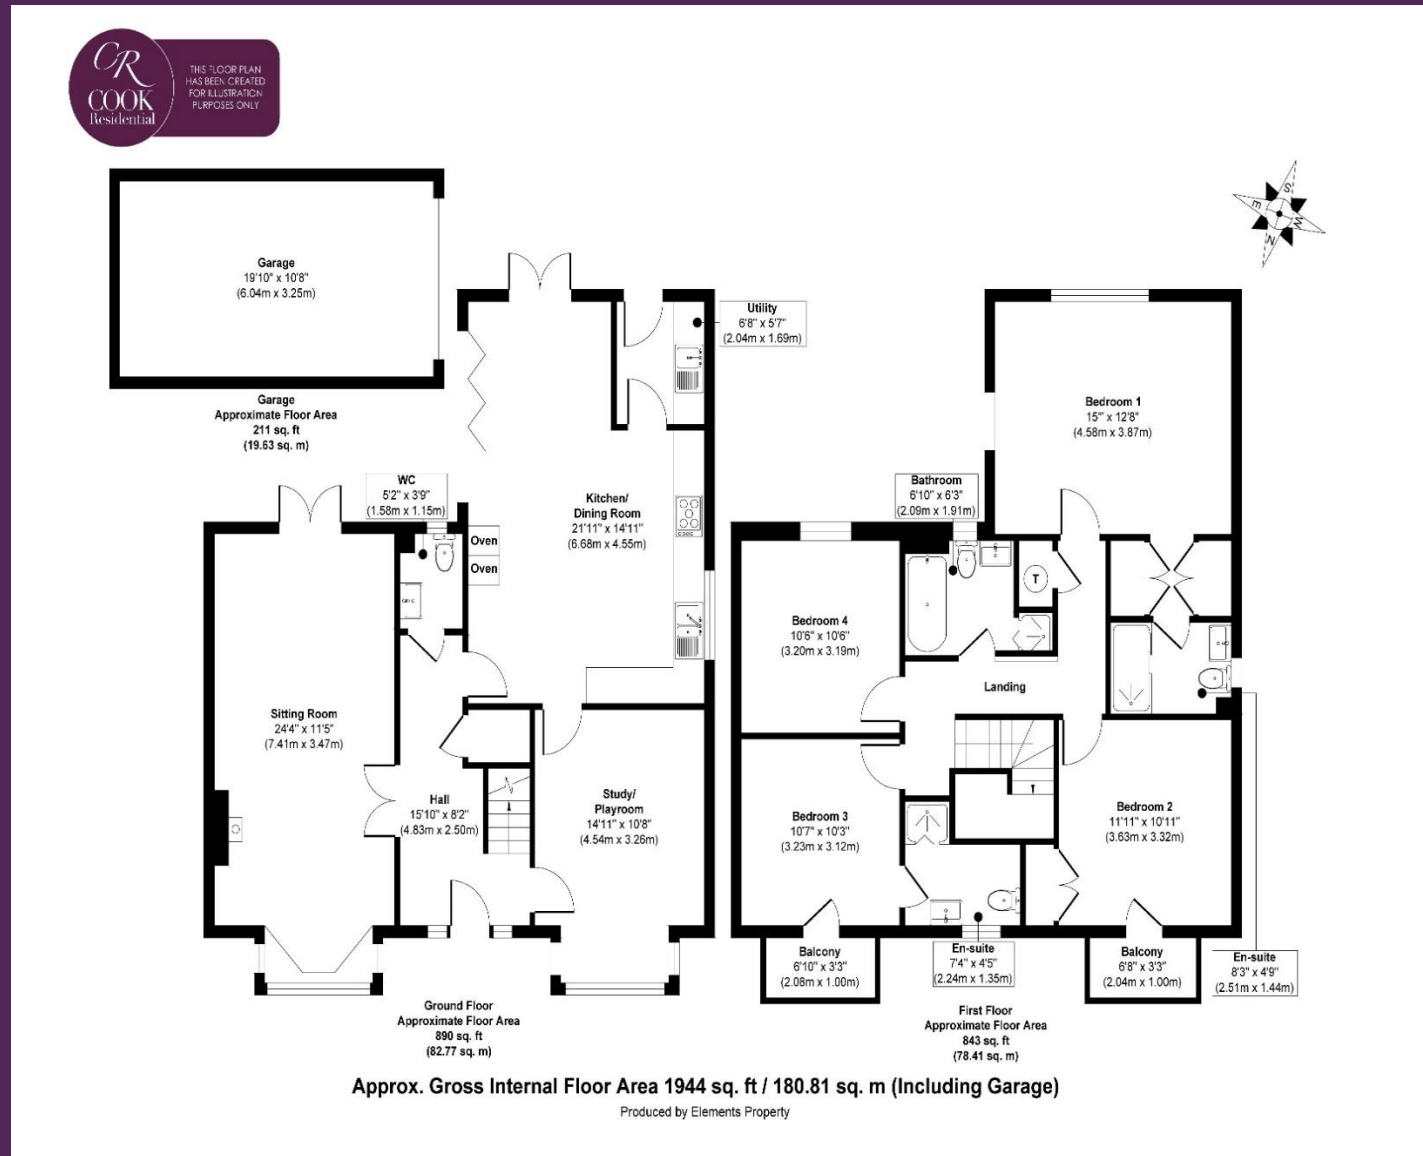 CR
COOK
Residential
THIS FLOOR PLAN
HAS BEEN CREATED
FOR ILLUSTRATION
PURPOSES ONLY
S
E
W
N
Garage
19'10" x 10'8"
(6.04m x 3.25m)
Garage
Approximate Floor Area
211 sq. ft
(19.63 sq. m)
Utility
6'8" x 5'7"
(2.04m x 1.69m)
WC
5'2" x 3'9"
(1.58m x 1.15m)
Oven
Oven
Kitchen/
Dining Room
21'11" x 14'11"
(6.68m x 4.55m)
Sitting Room
24'4" x 11'5"
(7.41m x 3.47m)
Hall
15'10" x 8'2"
(4.83m x 2.50m)
Study/
Playroom
14'11" x 10'8"
(4.54m x 3.26m)
Ground Floor
Approximate Floor Area
890 sq. ft
(82.77 sq. m)
Bedroom 1
15'" x 12'8"
(4.58m x 3.87m)
Bathroom
6'10" x 6'3"
(2.09m x 1.91m)
T
Bedroom 4
10'6" x 10'6"
(3.20m x 3.19m)
Landing
Bedroom 3
10'7" x 10'3"
(3.23m x 3.12m)
Bedroom 2
11'11" x 10'11"
(3.63m x 3.32m)
Balcony
6'10" x 3'3"
(2.08m x 1.00m)
En-suite
7'4" x 4'5"
(2.24m x 1.35m)
Balcony
6'8" x 3'3"
(2.04m x 1.00m)
En-suite
8'3" x 4'9"
(2.51m x 1.44m)
First Floor
Approximate Floor Area
843 sq. ft
(78.41 sq. m)
Approx. Gross Internal Floor Area 1944 sq. ft / 180.81 sq. m (Including Garage)
Produced by Elements Property